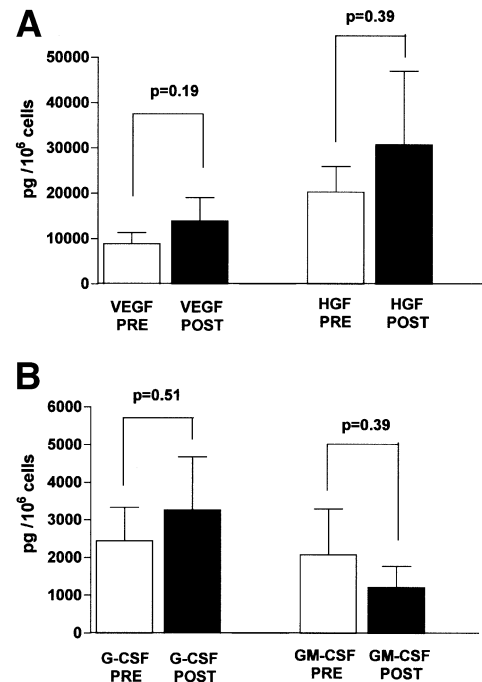 A
p=0.39
50000
p=0.19
40000
30000
20000
10000
0
pg /10⁶ cells
VEGF VEGF HGF HGF
PRE POST PRE POST
B
p=0.51
6000
p=0.39
5000
4000
3000
2000
1000
0
pg /10⁶ cells
G-CSF G-CSF GM-CSF GM-CSF
PRE POST PRE POST